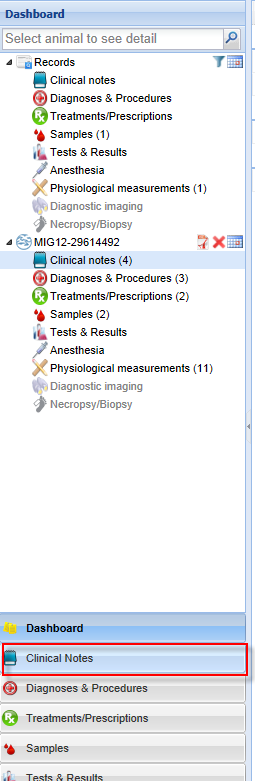 Dashboard
Select animal to see detail
Records
Clinical notes
Diagnoses & Procedures
Treatments/Prescriptions
Samples (1)
Tests & Results
Anesthesia
Physiological measurements (1)
Diagnostic imaging
Necropsy/Biopsy
MIG12-29614492
Clinical notes (4)
Diagnoses & Procedures (3)
Treatments/Prescriptions (2)
Samples (2)
Tests & Results
Anesthesia
Physiological measurements (11)
Diagnostic imaging
Necropsy/Biopsy
Dashboard
Clinical Notes
Diagnoses & Procedures
Treatments/Prescriptions
Samples
Tests & Results